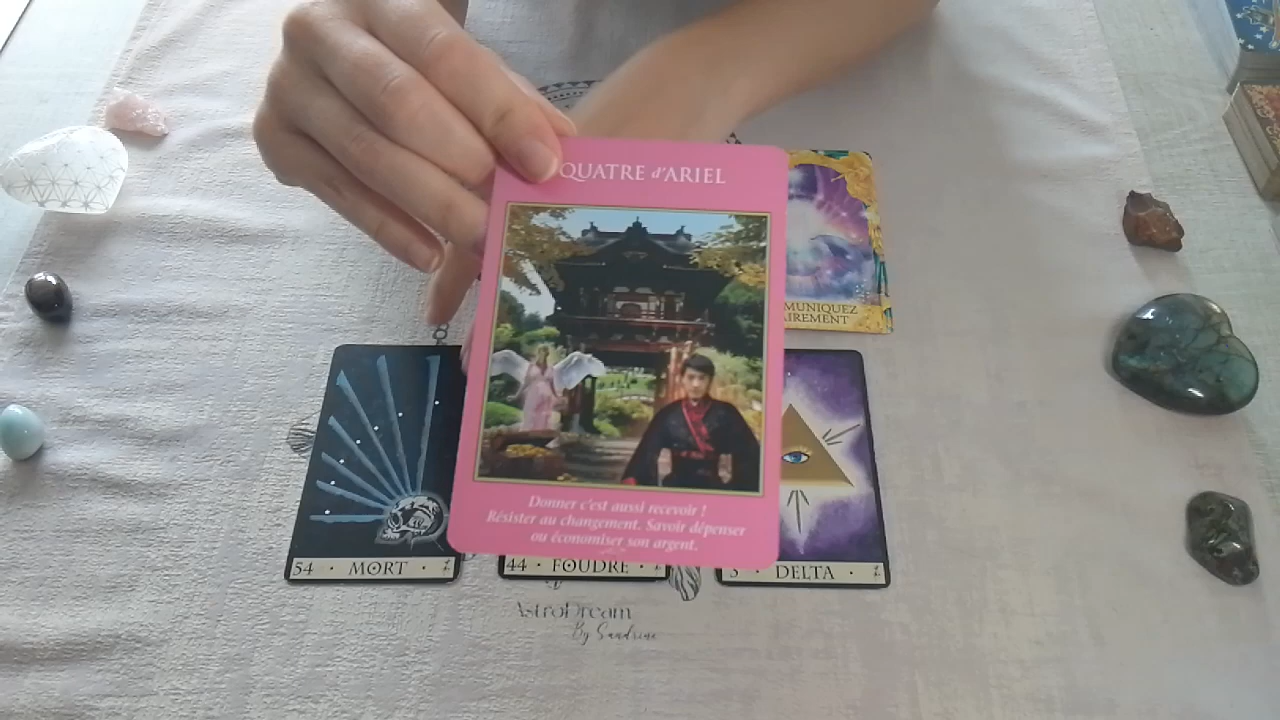 QUATRE d'ARIEL
MUNIQUEZ
AIREMENT
Donner c'est aussi recevoir !
Résister au changement. Savoir dépenser
ou économiser son argent.
54 · MORT ·
44 · FOUDRE ·
DELTA ·
AstroDream
By Sandrine